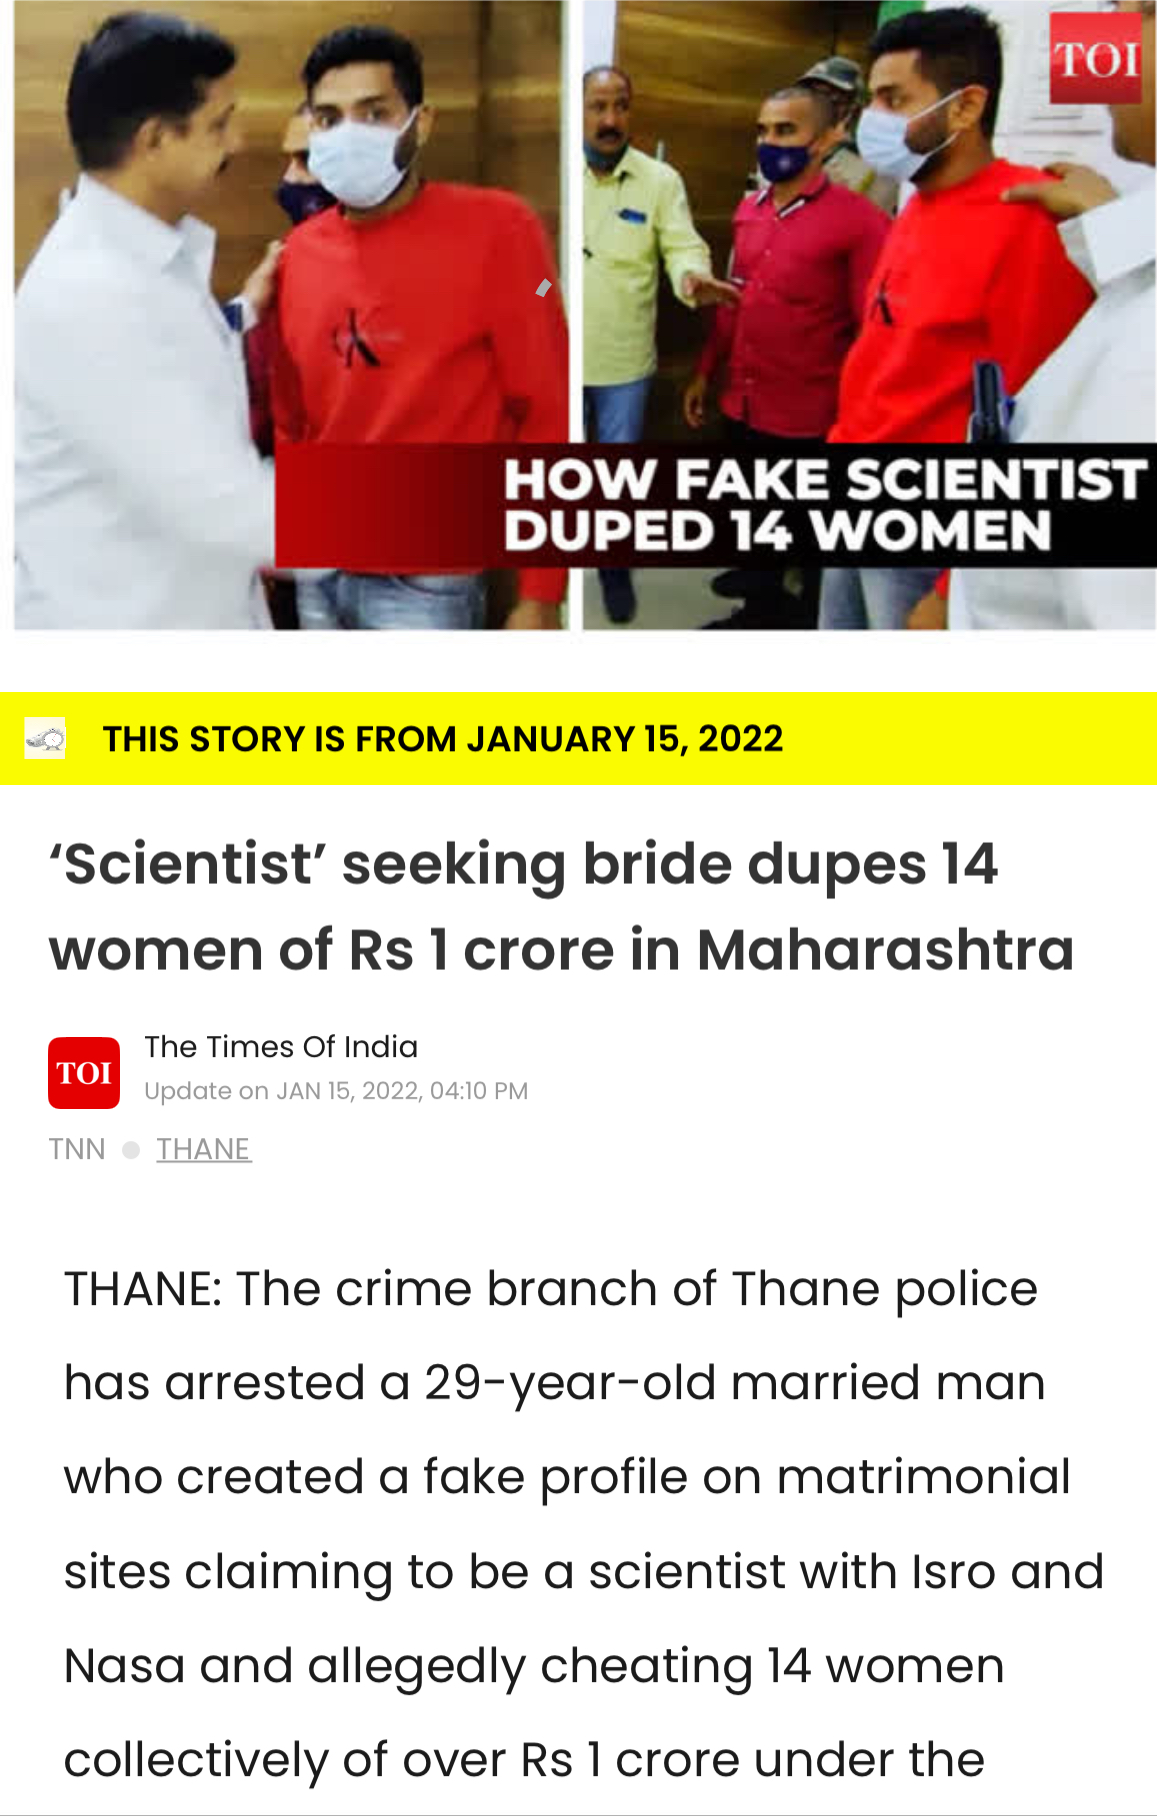 TOI
HOW FAKE SCIENTIST
DUPED 14 WOMEN
THIS STORY IS FROM JANUARY 15, 2022
‘Scientist’ seeking bride dupes 14
women of Rs 1 crore in Maharashtra
TOI
The Times Of India
Update on JAN 15, 2022, 04:10 PM
TNN THANE
THANE: The crime branch of Thane police
has arrested a 29-year-old married man
who created a fake profile on matrimonial
sites claiming to be a scientist with Isro and
Nasa and allegedly cheating 14 women
collectively of over Rs 1 crore under the